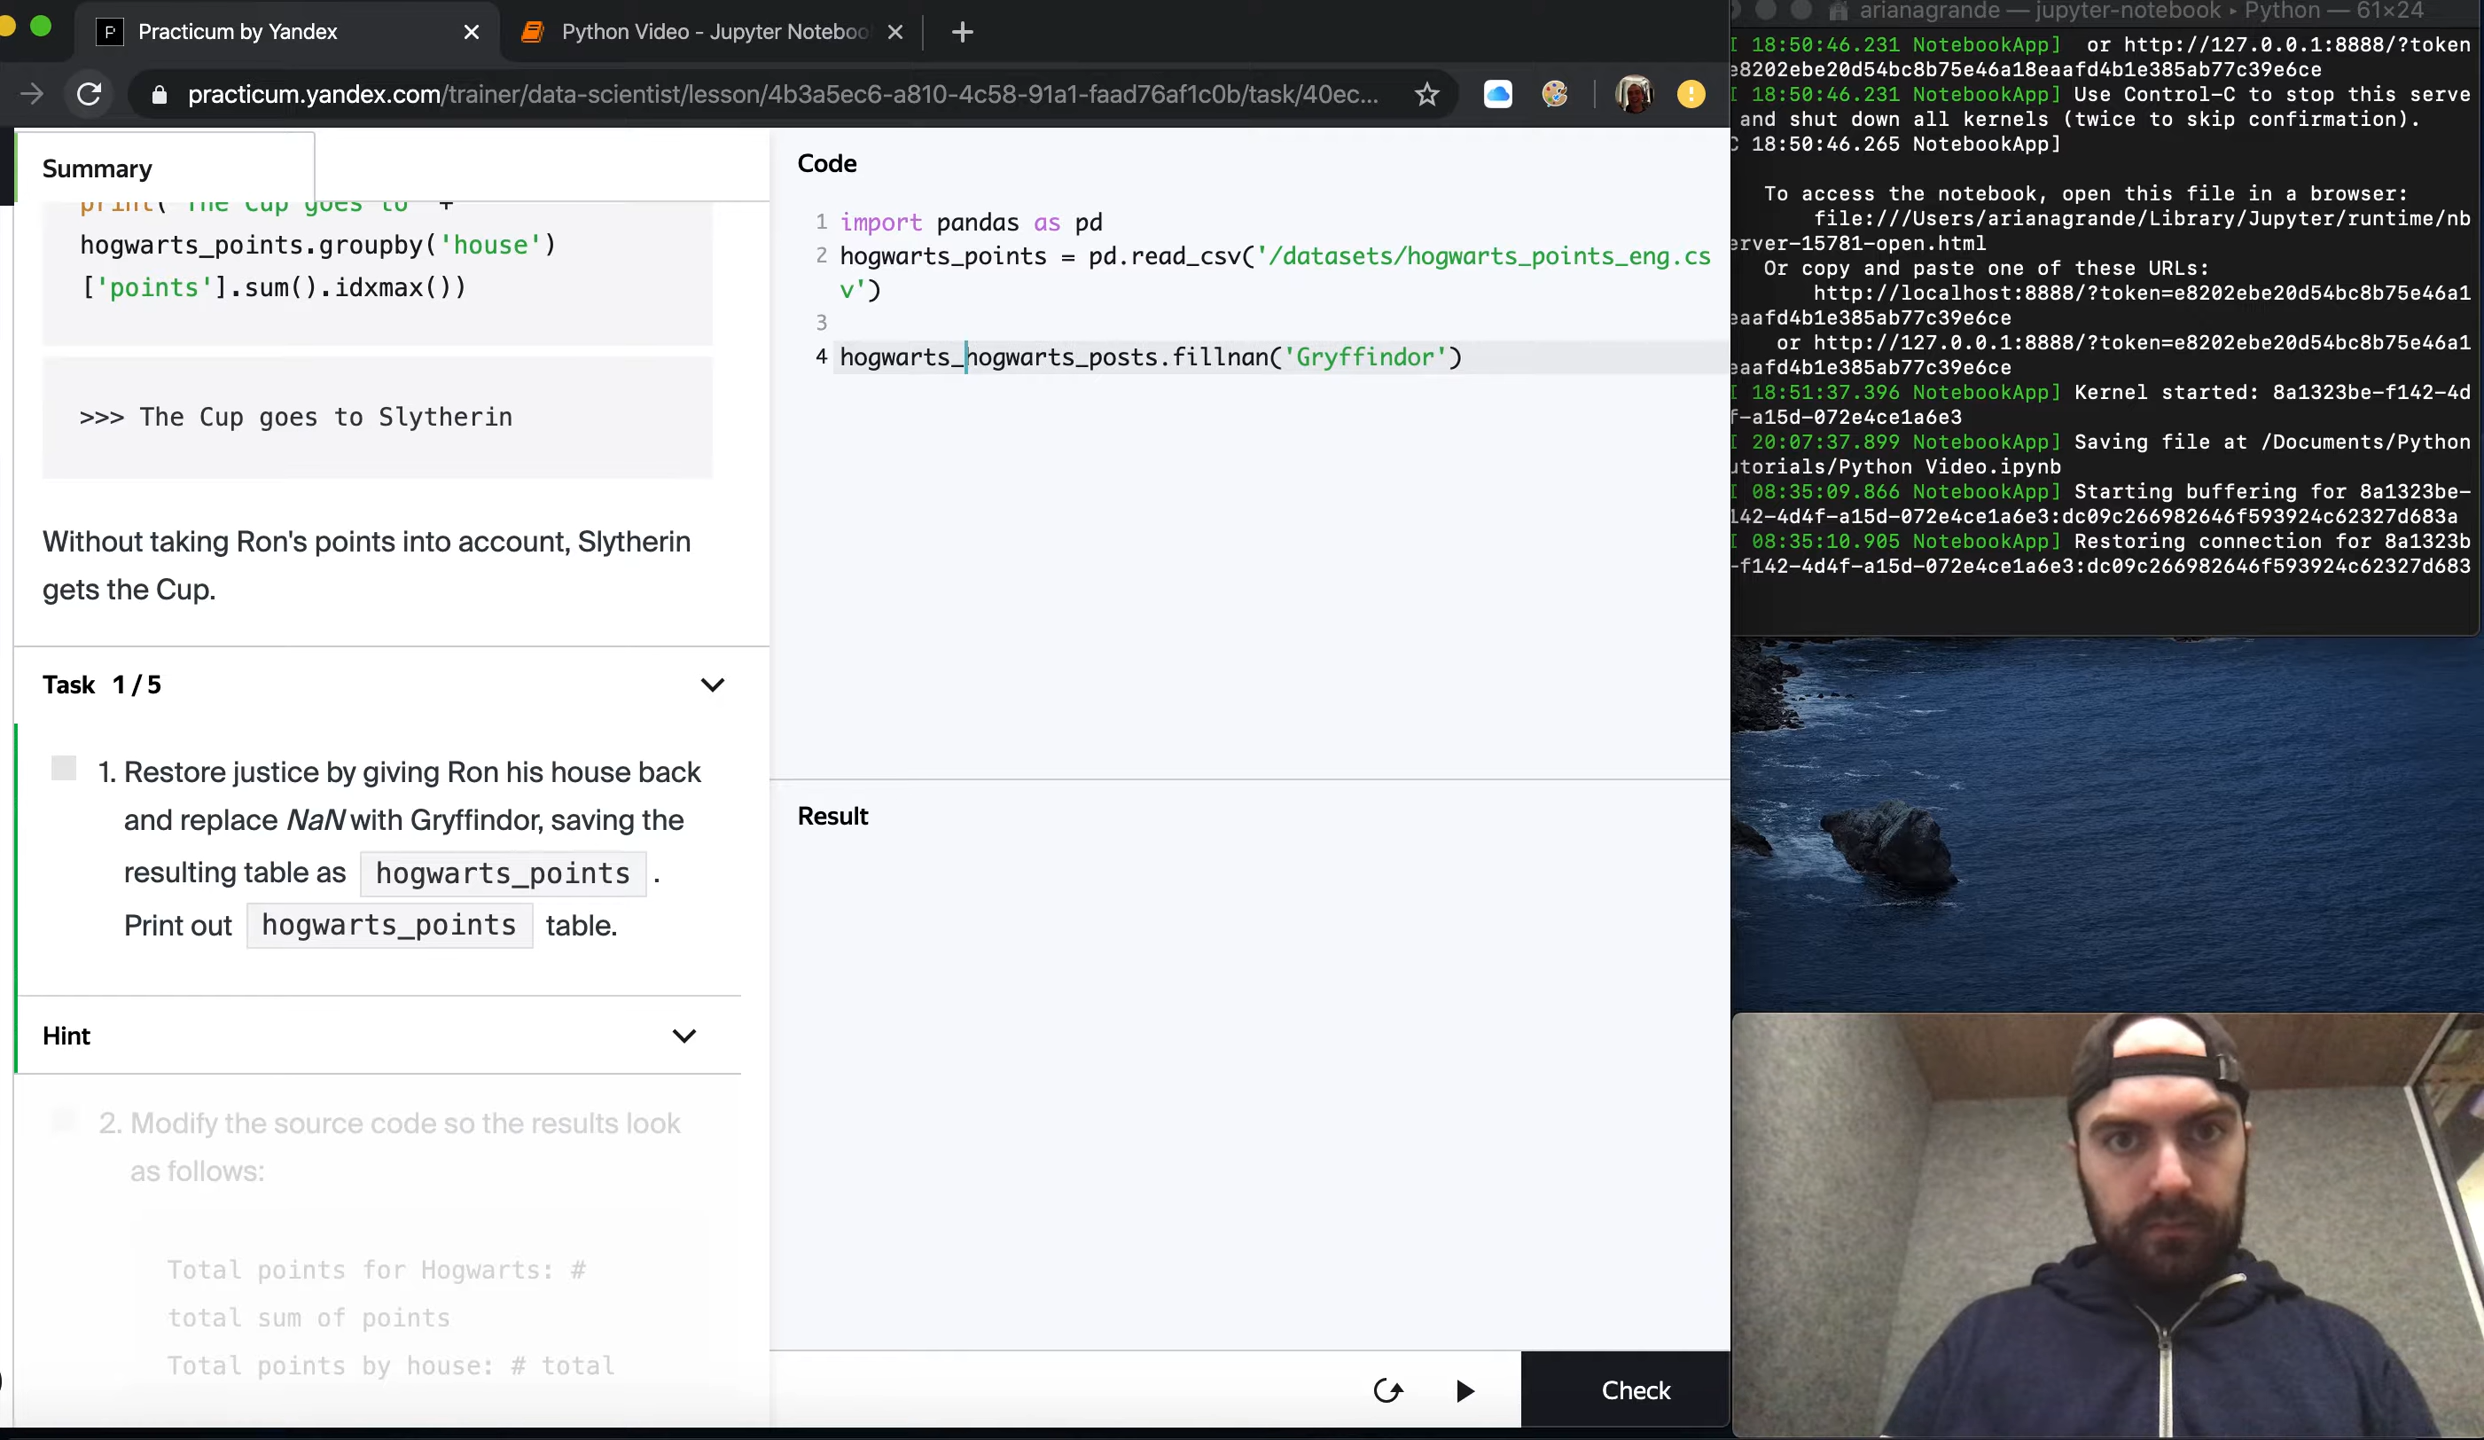 Practicum by Yandex
Python Video - Jupyter Noteboo
practicum.yandex.com/trainer/data-scientist/lesson/4b3a5ec6-a810-4c58-91a1-faad76af1c0b/task/40ec...
Summary
print("The Cup goes to" +
hogwarts_points.groupby('house')
['points'].sum().idxmax())
>>> The Cup goes to Slytherin
Without taking Ron's points into account, Slytherin
gets the Cup.
Task 1 / 5
1. Restore justice by giving Ron his house back
and replace NaN with Gryffindor, saving the
resulting table as hogwarts_points .
Print out hogwarts_points table.
Hint
2. Modify the source code so the results look
as follows:
Total points for Hogwarts: #
total sum of points
Total points by house: # total
Code
1 import pandas as pd
2 hogwarts_points = pd.read_csv('/datasets/hogwarts_points_eng.cs
v')
3
4 hogwarts_hogwarts_posts.fillnan('Gryffindor')
Result
Check
arianagrande — jupyter-notebook ▸ Python — 61×24
I 18:50:46.231 NotebookApp] or http://127.0.0.1:8888/?token
e8202ebe20d54bc8b75e46a18eaafd4b1e385ab77c39e6ce
I 18:50:46.231 NotebookApp] Use Control-C to stop this serve
and shut down all kernels (twice to skip confirmation).
C 18:50:46.265 NotebookApp]
To access the notebook, open this file in a browser:
file:///Users/arianagrande/Library/Jupyter/runtime/nb
erver-15781-open.html
Or copy and paste one of these URLs:
http://localhost:8888/?token=e8202ebe20d54bc8b75e46a1
eaafd4b1e385ab77c39e6ce
or http://127.0.0.1:8888/?token=e8202ebe20d54bc8b75e46a1
eaafd4b1e385ab77c39e6ce
I 18:51:37.396 NotebookApp] Kernel started: 8a1323be-f142-4d
f-a15d-072e4ce1a6e3
I 20:07:37.899 NotebookApp] Saving file at /Documents/Python
utorials/Python Video.ipynb
I 08:35:09.866 NotebookApp] Starting buffering for 8a1323be-
142-4d4f-a15d-072e4ce1a6e3:dc09c266982646f593924c62327d683a
I 08:35:10.905 NotebookApp] Restoring connection for 8a1323b
-f142-4d4f-a15d-072e4ce1a6e3:dc09c266982646f593924c62327d683